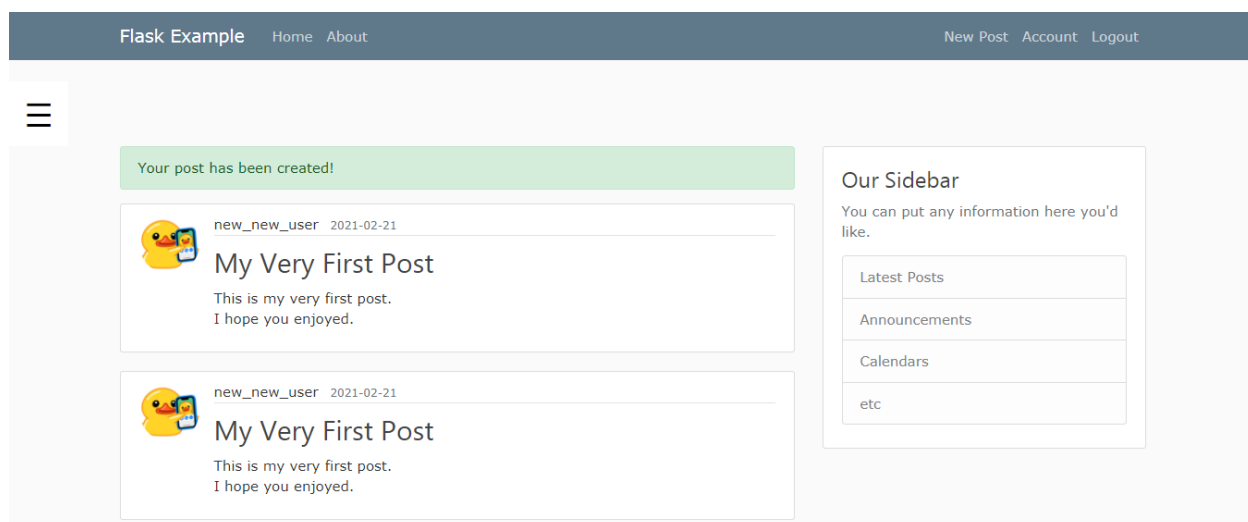 Flask Example Home About New Post Account Logout
Your post has been created!
new_new_user 2021-02-21
My Very First Post
This is my very first post.
I hope you enjoyed.
new_new_user 2021-02-21
My Very First Post
This is my very first post.
I hope you enjoyed.
Our Sidebar
You can put any information here you'd
like.
Latest Posts
Announcements
Calendars
etc